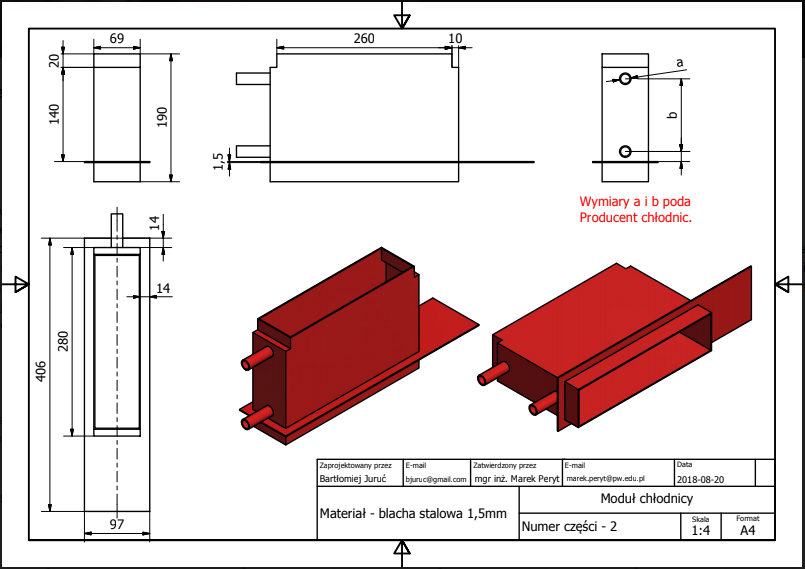 69
260
10
20
140
190
1,5
a
b
Wymiary a i b poda
Producent chłodnic.
14
14
280
406
97
Zaprojektowany przez
E-mail
Zatwierdzony przez
E-mail
Data
Bartłomiej Juruć
bjuruc@gmail.com
mgr inż. Marek Peryt
marek.peryt@pw.edu.pl
2018-08-20
Materiał - blacha stalowa 1,5mm
Moduł chłodnicy
Numer części - 2
Skala
1:4
Format
A4